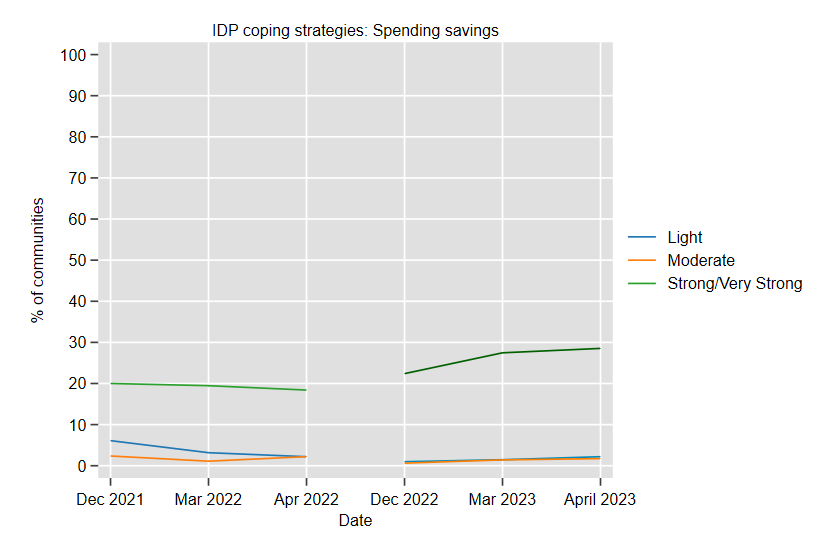 IDP coping strategies: Spending savings
100
90
80
70
60
50
40
30
20
10
0
% of communities
Dec 2021 Mar 2022 Apr 2022 Dec 2022 Mar 2023 April 2023
Date
Light
Moderate
Strong/Very Strong